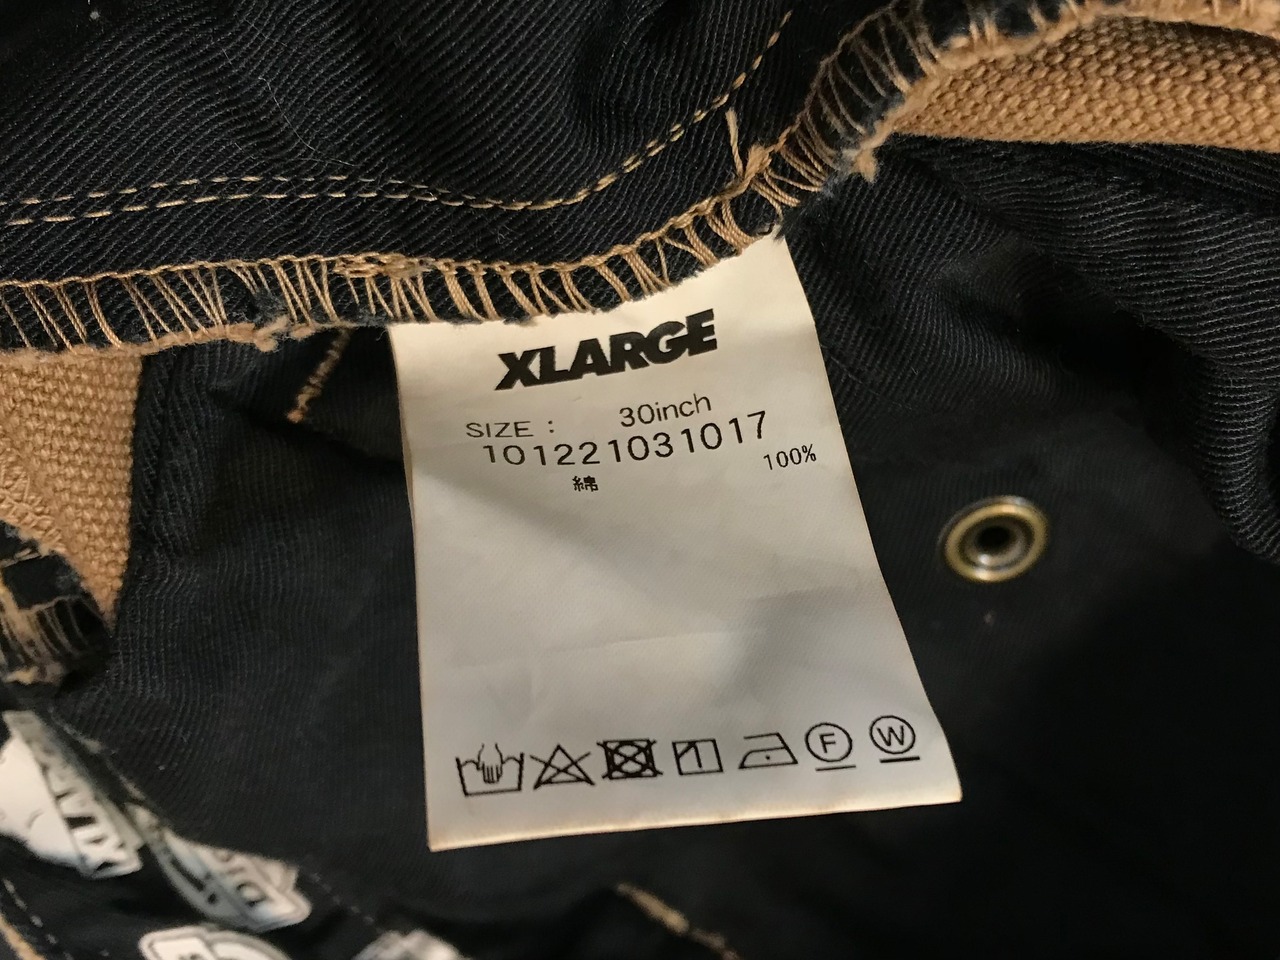 XLARGE
SIZE : 30inch
101221031017
綿 100%
F W